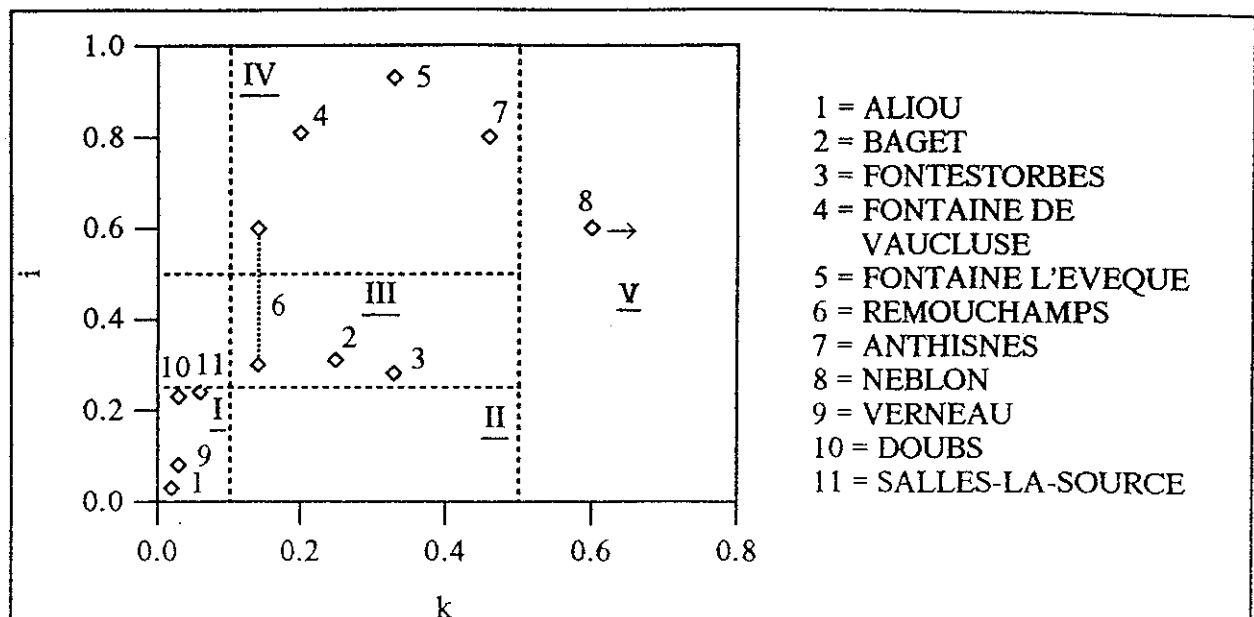 1.0
0.8
0.6
0.4
0.2
0.0
i
0.0 0.2 0.4 0.6 0.8
k
IV
5
4
7
8
6
III
V
2
3
10 11
I
II
9
1
1 = ALIOU
2 = BAGET
3 = FONTESTORBES
4 = FONTAINE DE
VAUCLUSE
5 = FONTAINE L'EVEQUE
6 = REMOUCHAMPS
7 = ANTHISNES
8 = NEBLON
9 = VERNEAU
10 = DOUBS
11 = SALLES-LA-SOURCE